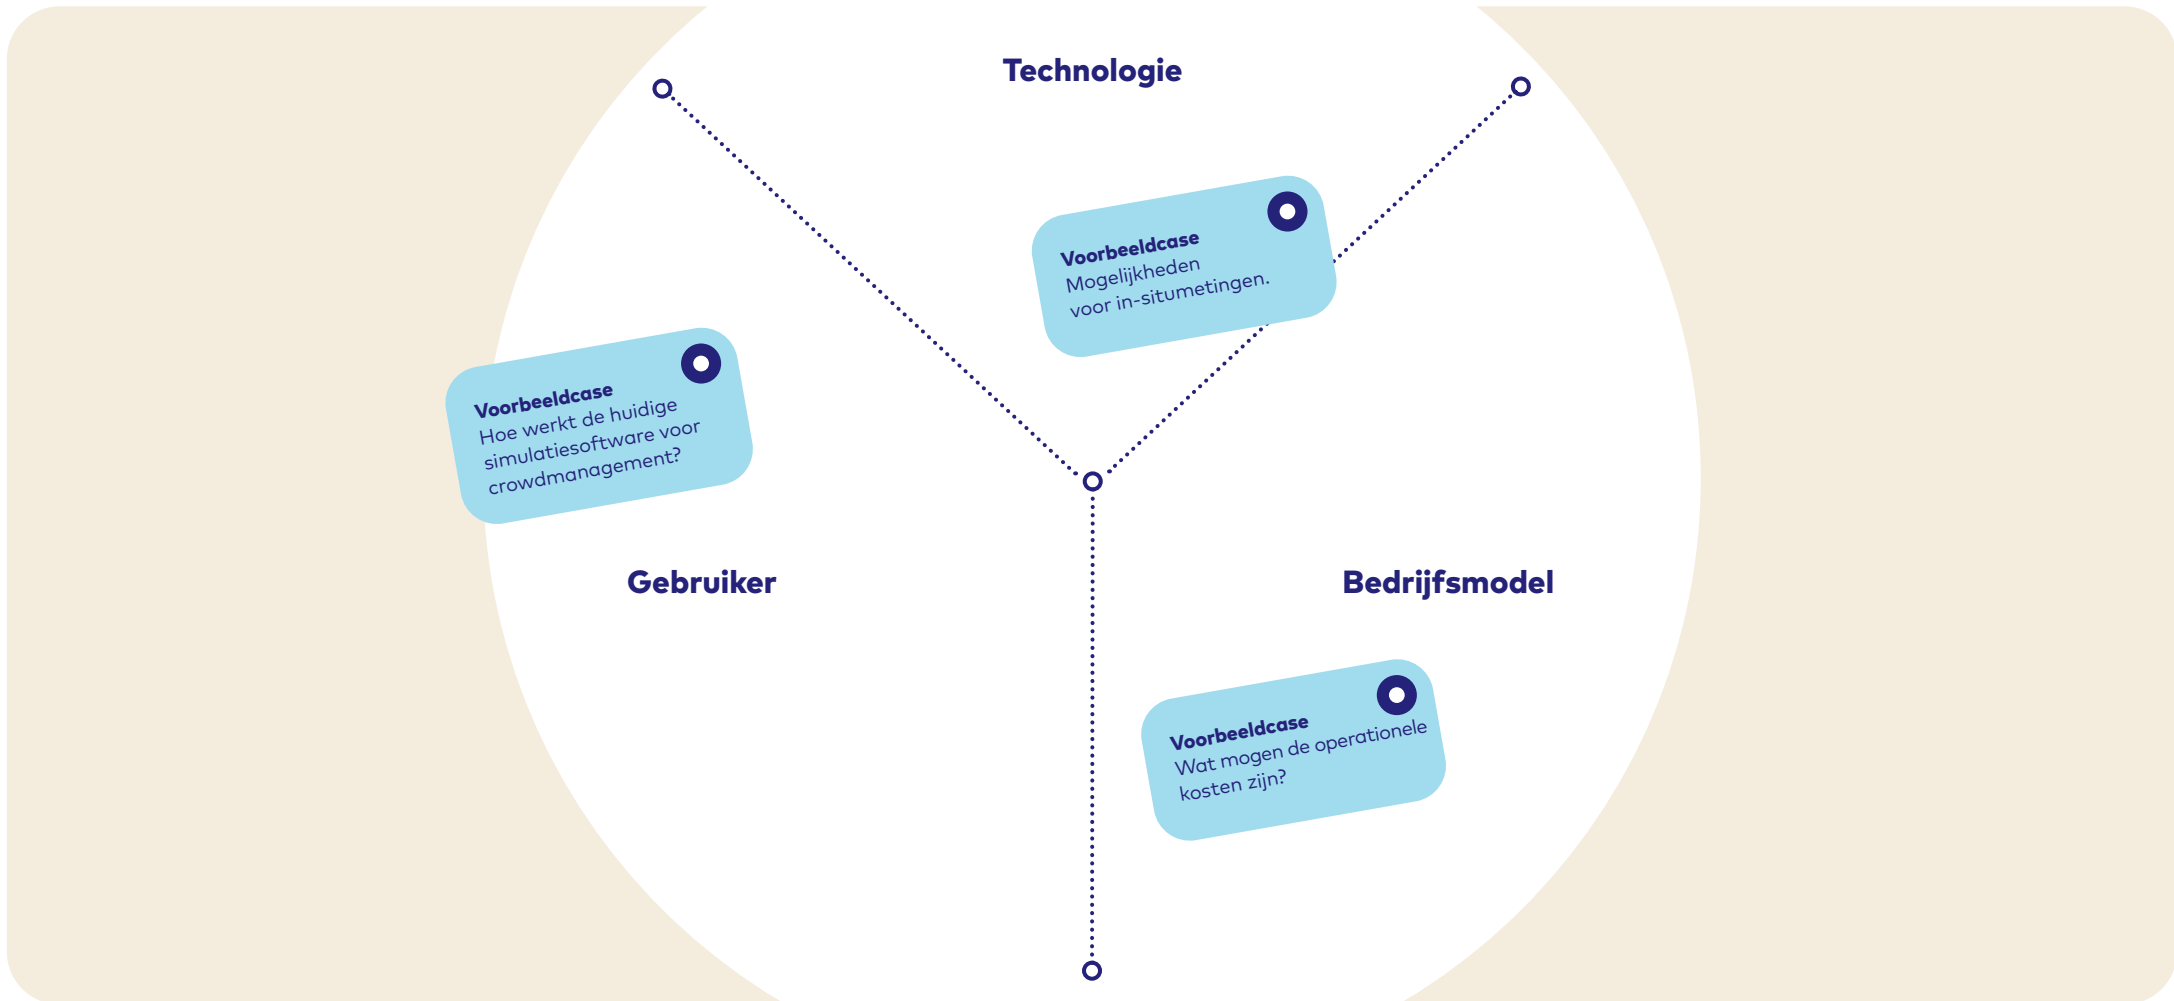 Technologie
Voorbeeldcase
Mogelijkheden
voor in-situmetingen.
Voorbeeldcase
Hoe werkt de huidige
simulatiesoftware voor
crowdmanagement?
Gebruiker
Bedrijfsmodel
Voorbeeldcase
Wat mogen de operationele
kosten zijn?